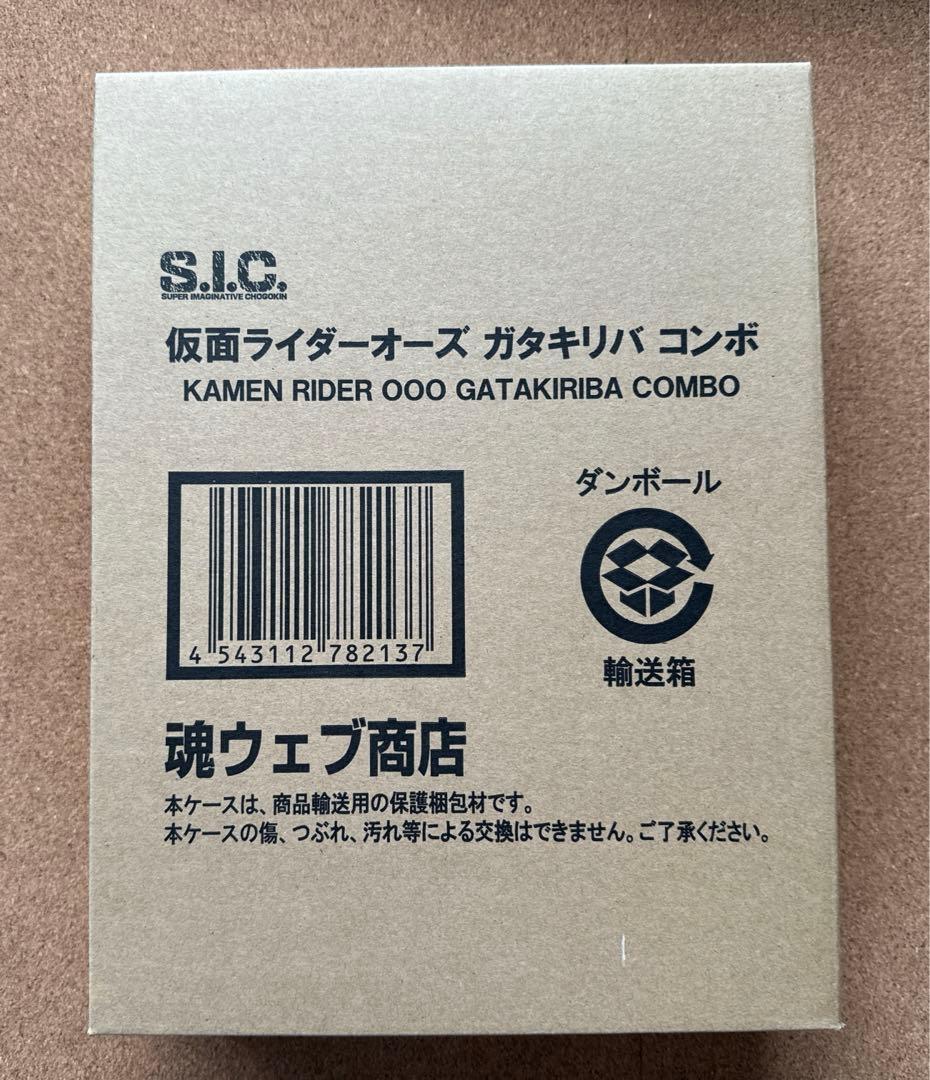 S.I.C.
SUPER IMAGINATIVE CHOGOKIN
仮面ライダーオーズ ガタキリバ コンボ
KAMEN RIDER OOO GATAKIRIBA COMBO
ダンボール
輸送箱
4 543112 782137
魂ウェブ商店
本ケースは、商品輸送用の保護梱包材です。
本ケースの傷、つぶれ、汚れ等による交換はできません。ご了承ください。